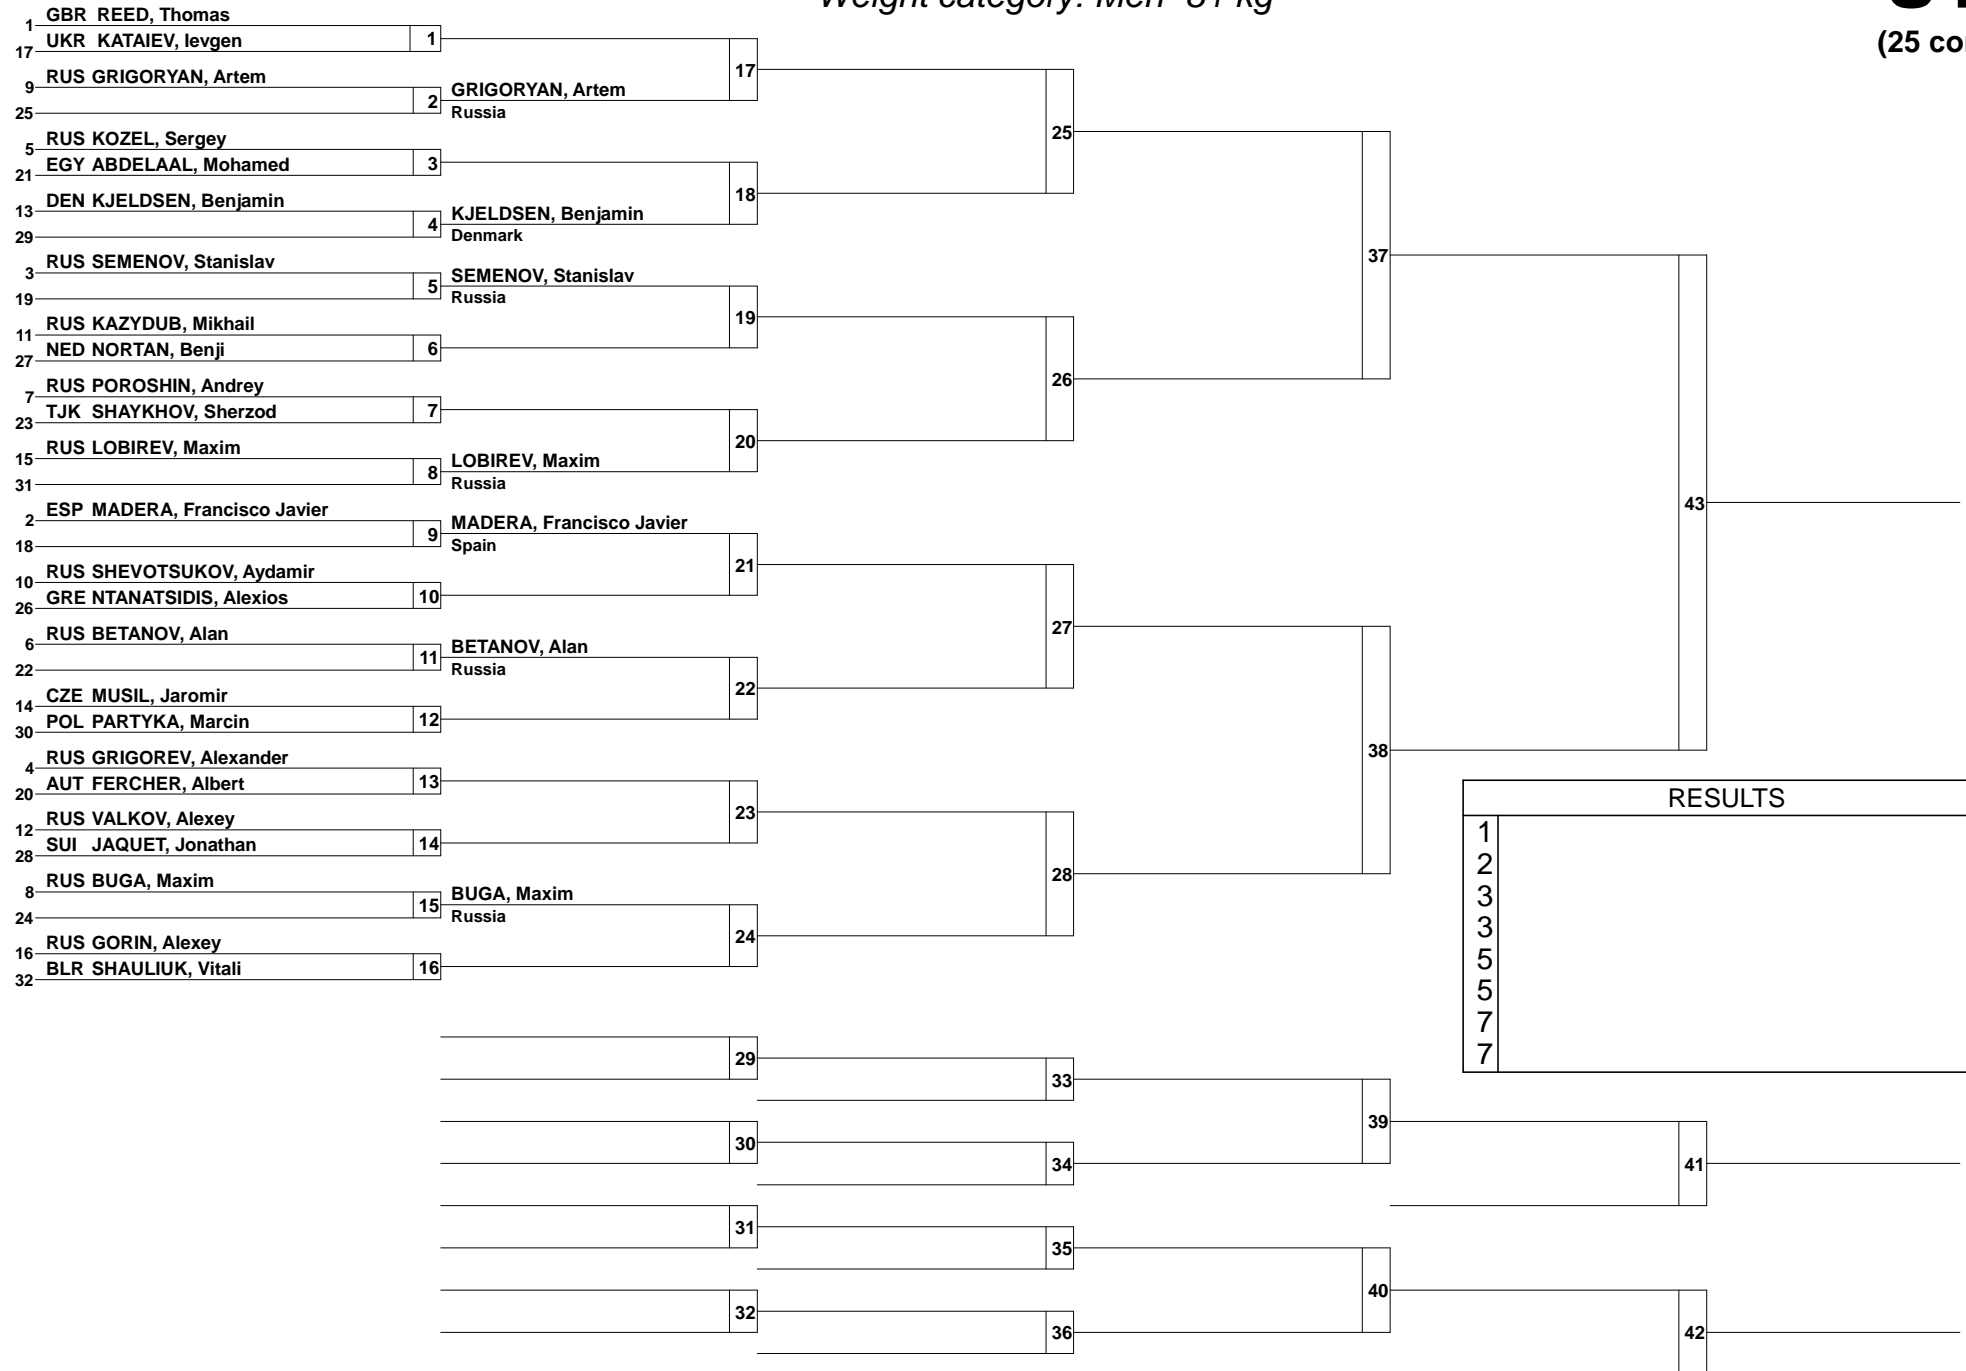 Weight category: Men -81 kg
(25
1 GBR REED, Thomas
17 UKR KATAIEV, Ievgen
1
9 RUS GRIGORYAN, Artem
25
2 GRIGORYAN, Artem
Russia
17
5 RUS KOZEL, Sergey
21 EGY ABDELAAL, Mohamed
3
13 DEN KJELDSEN, Benjamin
29
4 KJELDSEN, Benjamin
Denmark
18
25
3 RUS SEMENOV, Stanislav
19
5 SEMENOV, Stanislav
Russia
11 RUS KAZYDUB, Mikhail
27 NED NORTAN, Benji
6
19
7 RUS POROSHIN, Andrey
23 TJK SHAYKHOV, Sherzod
7
15 RUS LOBIREV, Maxim
31
8 LOBIREV, Maxim
Russia
20
26
37
2 ESP MADERA, Francisco Javier
18
9 MADERA, Francisco Javier
Spain
10 RUS SHEVOTSUKOV, Aydamir
26 GRE NTANATSIDIS, Alexios
10
21
6 RUS BETANOV, Alan
22
11 BETANOV, Alan
Russia
14 CZE MUSIL, Jaromir
30 POL PARTYKA, Marcin
12
22
27
4 RUS GRIGOREV, Alexander
20 AUT FERCHER, Albert
13
12 RUS VALKOV, Alexey
28 SUI JAQUET, Jonathan
14
23
8 RUS BUGA, Maxim
24
15 BUGA, Maxim
Russia
16 RUS GORIN, Alexey
32 BLR SHAULIUK, Vitali
16
24
28
38
43
RESULTS
1
2
3
3
5
5
7
7
29
33
30
34
39
41
31
35
32
36
40
42